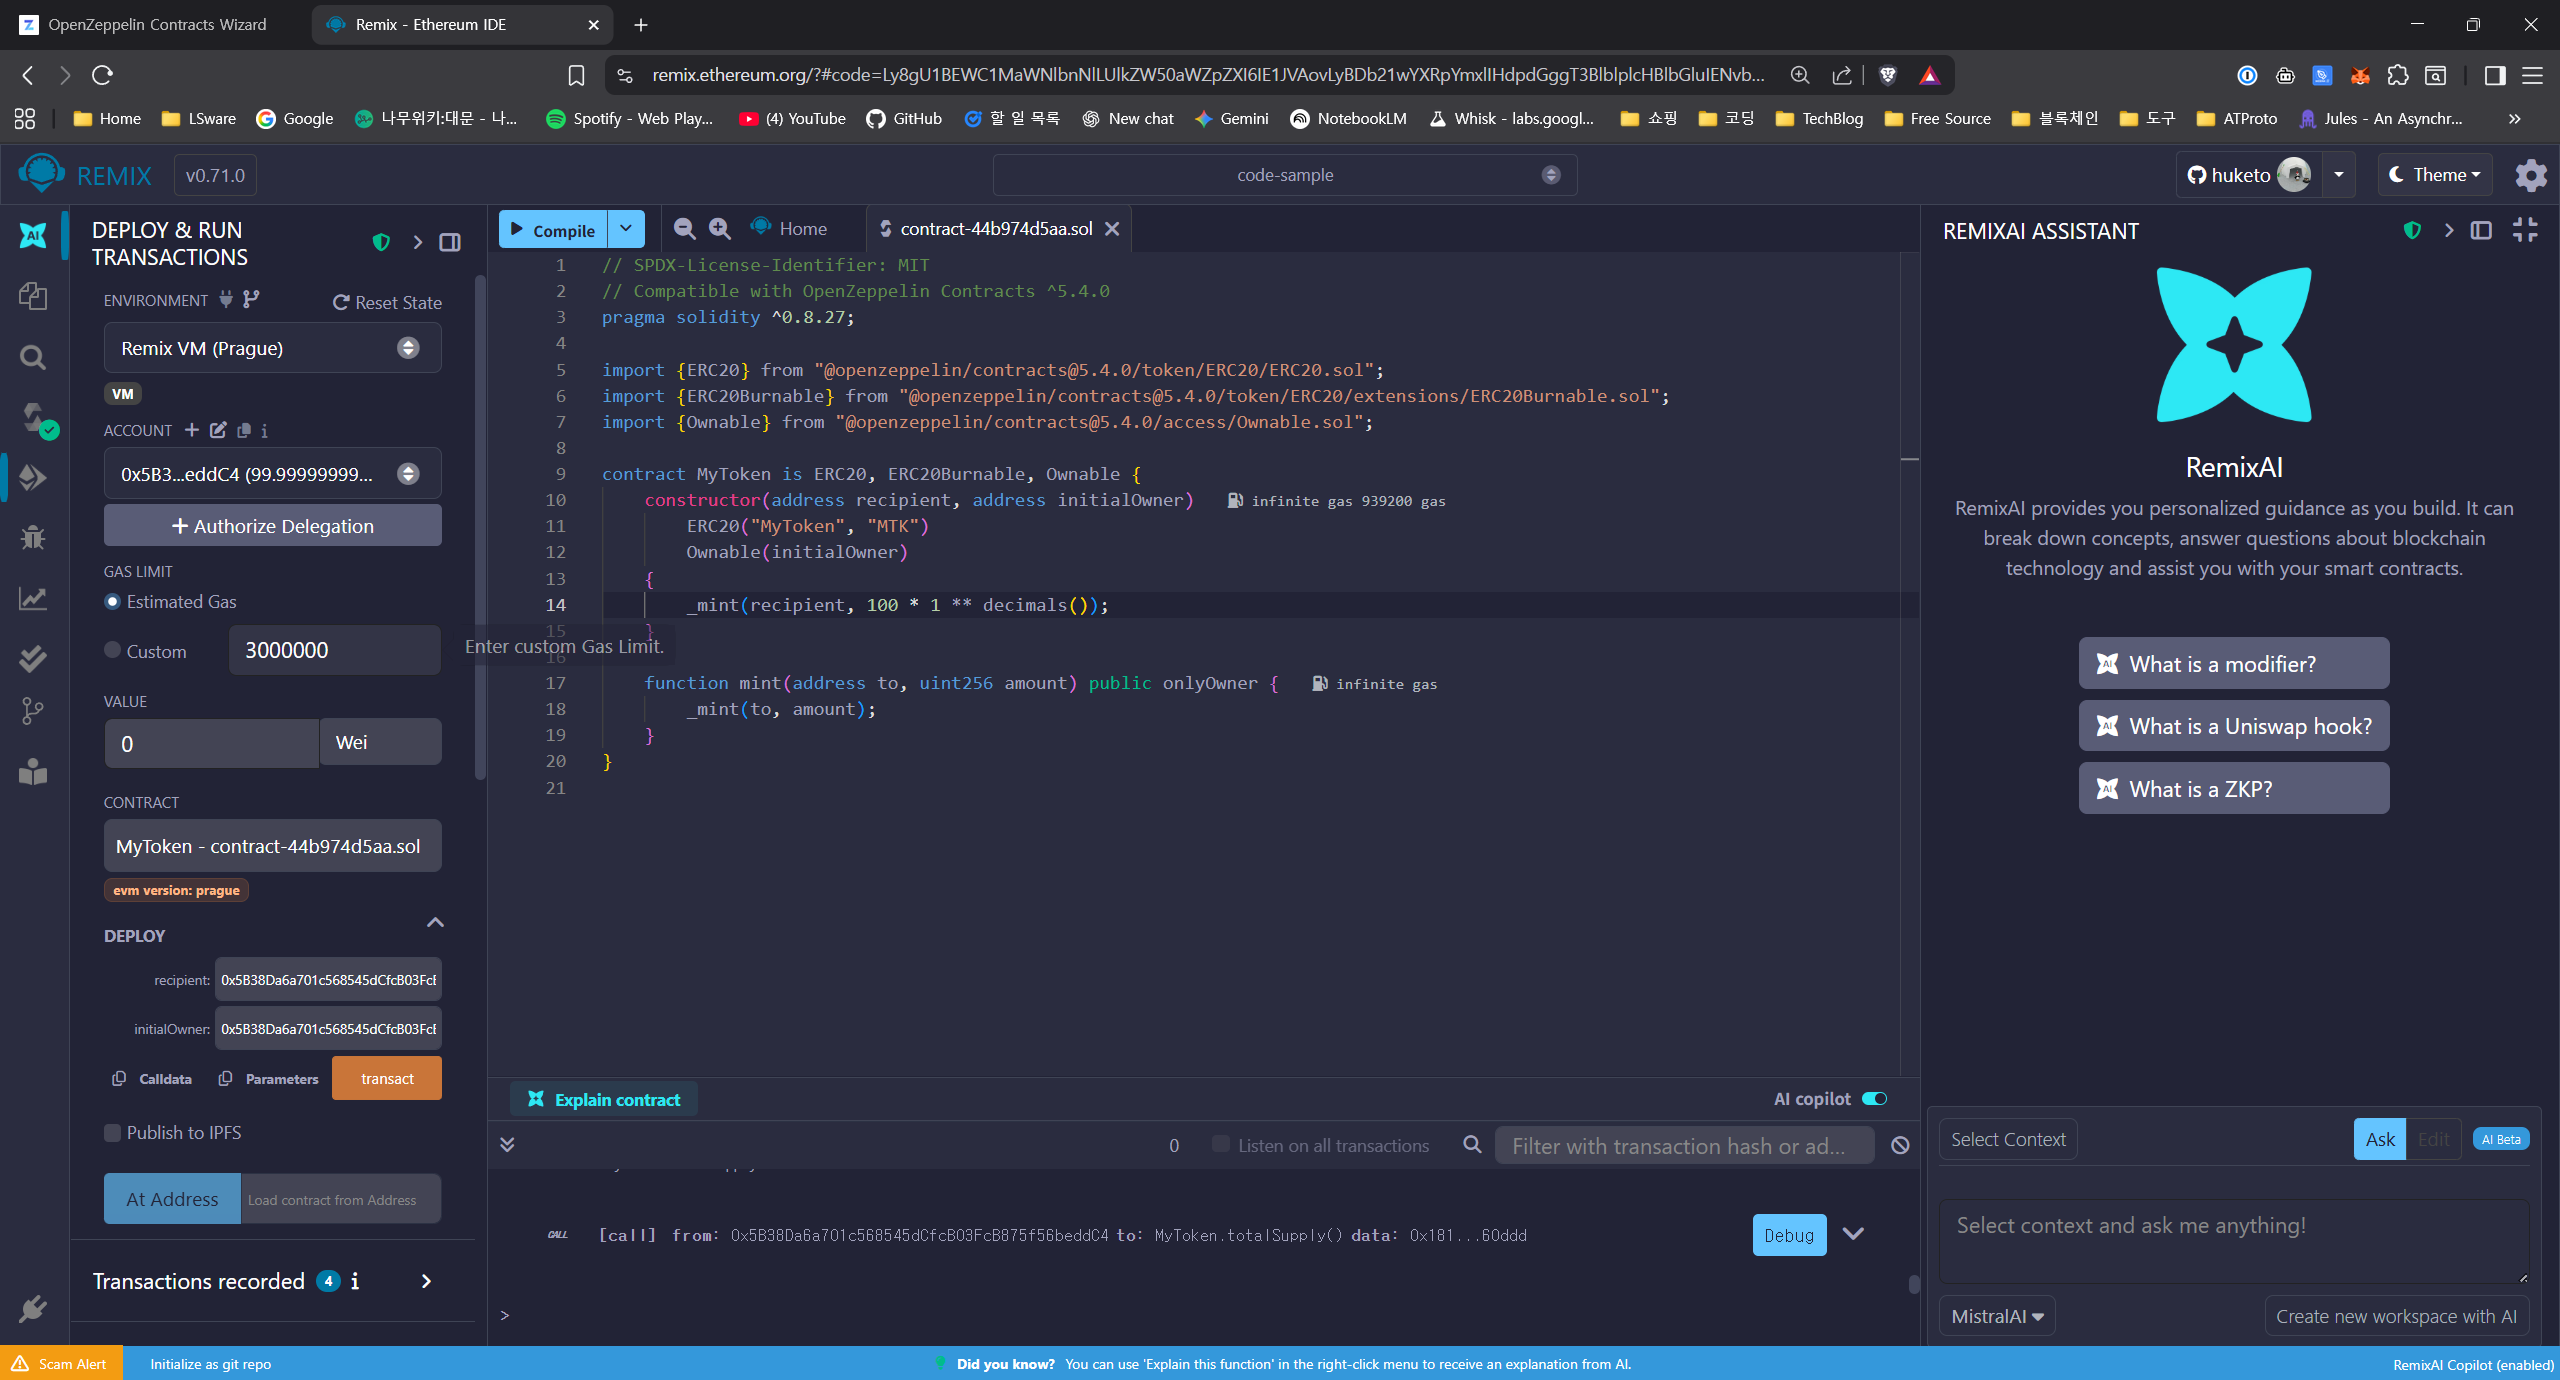 OpenZeppelin Contracts Wizard
Remix - Ethereum IDE
remix.ethereum.org/?#code=Ly8gU1BEWC1MaWNlbnNlLUlkZW50aWZpZXI6IE1JVAovLyBDb21wYXRpYmxlIHdpdGggT3BlblplcHBlbGluIENvb...
Home
LSware
Google
나무위키:대문 - 나...
Spotify - Web Play...
(4) YouTube
GitHub
할 일 목록
New chat
Gemini
NotebookLM
Whisk - labs.googl...
쇼핑
코딩
TechBlog
Free Source
블록체인
도구
ATProto
Jules - An Asynchr...
REMIX
v0.71.0
code-sample
huketo
Theme
DEPLOY & RUN
TRANSACTIONS
ENVIRONMENT
Reset State
Remix VM (Prague)
VM
ACCOUNT
0x5B3...eddC4 (99.99999999...
+ Authorize Delegation
GAS LIMIT
Estimated Gas
Custom
3000000
Enter custom Gas Limit.
VALUE
0
Wei
CONTRACT
MyToken - contract-44b974d5aa.sol
evm version: prague
DEPLOY
recipient:
0x5B38Da6a701c568545dCfcB03FcB
initialOwner:
0x5B38Da6a701c568545dCfcB03FcB
Calldata
Parameters
transact
Publish to IPFS
At Address
Load contract from Address
Transactions recorded 4 i
Compile
Home
contract-44b974d5aa.sol
1 // SPDX-License-Identifier: MIT
2 // Compatible with OpenZeppelin Contracts ^5.4.0
3 pragma solidity ^0.8.27;
4
5 import {ERC20} from "@openzeppelin/contracts@5.4.0/token/ERC20/ERC20.sol";
6 import {ERC20Burnable} from "@openzeppelin/contracts@5.4.0/token/ERC20/extensions/ERC20Burnable.sol";
7 import {Ownable} from "@openzeppelin/contracts@5.4.0/access/Ownable.sol";
8
9 contract MyToken is ERC20, ERC20Burnable, Ownable {
10 constructor(address recipient, address initialOwner) infinite gas 939200 gas
11 ERC20("MyToken", "MTK")
12 Ownable(initialOwner)
13 {
14 _mint(recipient, 100 * 1 ** decimals());
15 }
16
17 function mint(address to, uint256 amount) public onlyOwner { infinite gas
18 _mint(to, amount);
19 }
20 }
21
Explain contract
AI copilot
0
Listen on all transactions
Filter with transaction hash or ad...
CALL
[call] from: 0x5B38Da6a701c568545dCfcB03FcB875f56beddC4 to: MyToken.totalSupply() data: 0x181...60ddd
Debug
>
REMIXAI ASSISTANT
RemixAI
RemixAI provides you personalized guidance as you build. It can
break down concepts, answer questions about blockchain
technology and assist you with your smart contracts.
What is a modifier?
What is a Uniswap hook?
What is a ZKP?
Select Context
Ask
Edit
AI Beta
Select context and ask me anything!
MistralAI
Create new workspace with AI
Scam Alert
Initialize as git repo
Did you know? You can use 'Explain this function' in the right-click menu to receive an explanation from AI.
RemixAI Copilot (enabled)